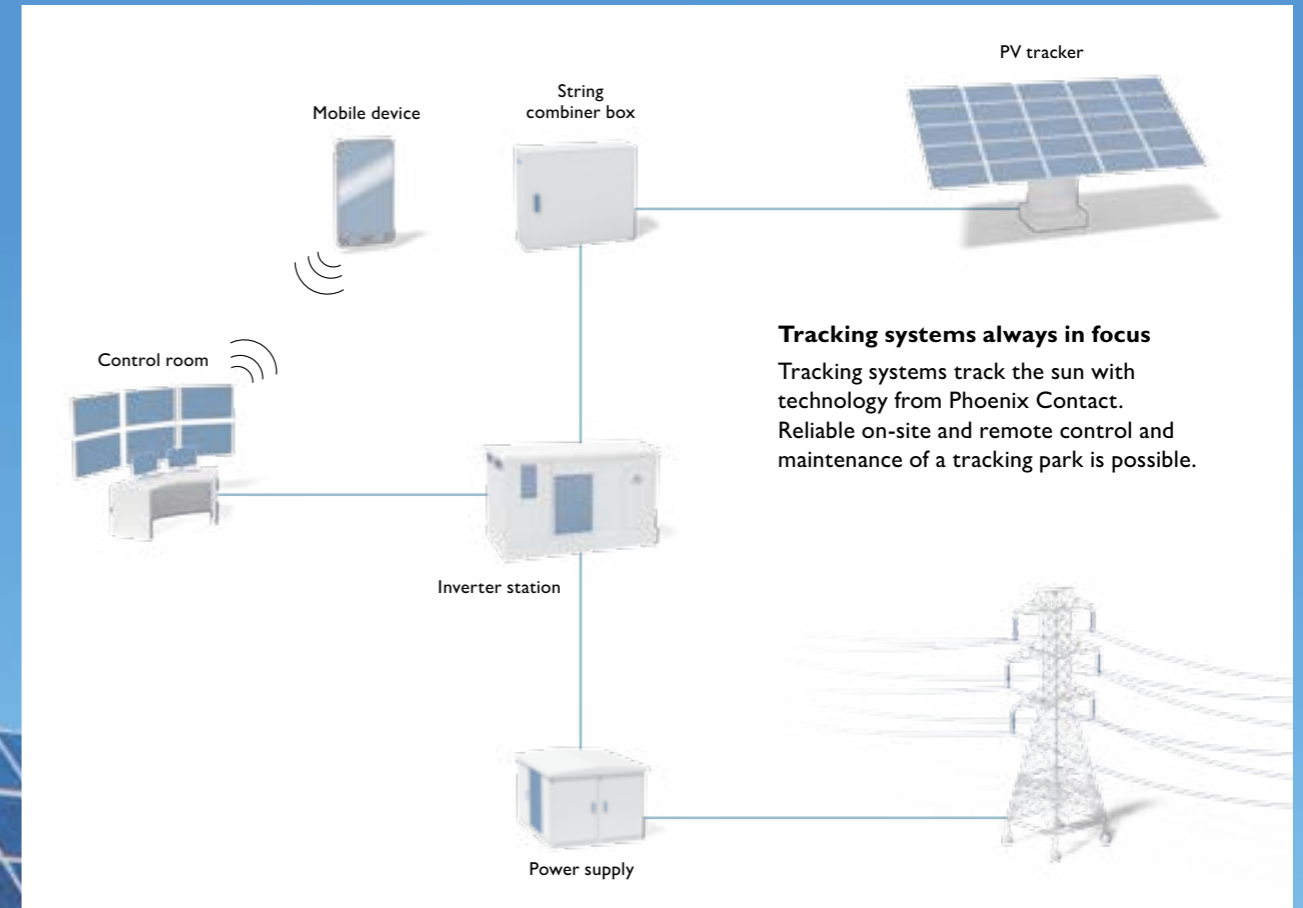 PV tracker
String
combiner box
Mobile device
Control room
Tracking systems always in focus
Tracking systems track the sun with
technology from Phoenix Contact.
Reliable on-site and remote control and
maintenance of a tracking park is possible.
Inverter station
Power supply